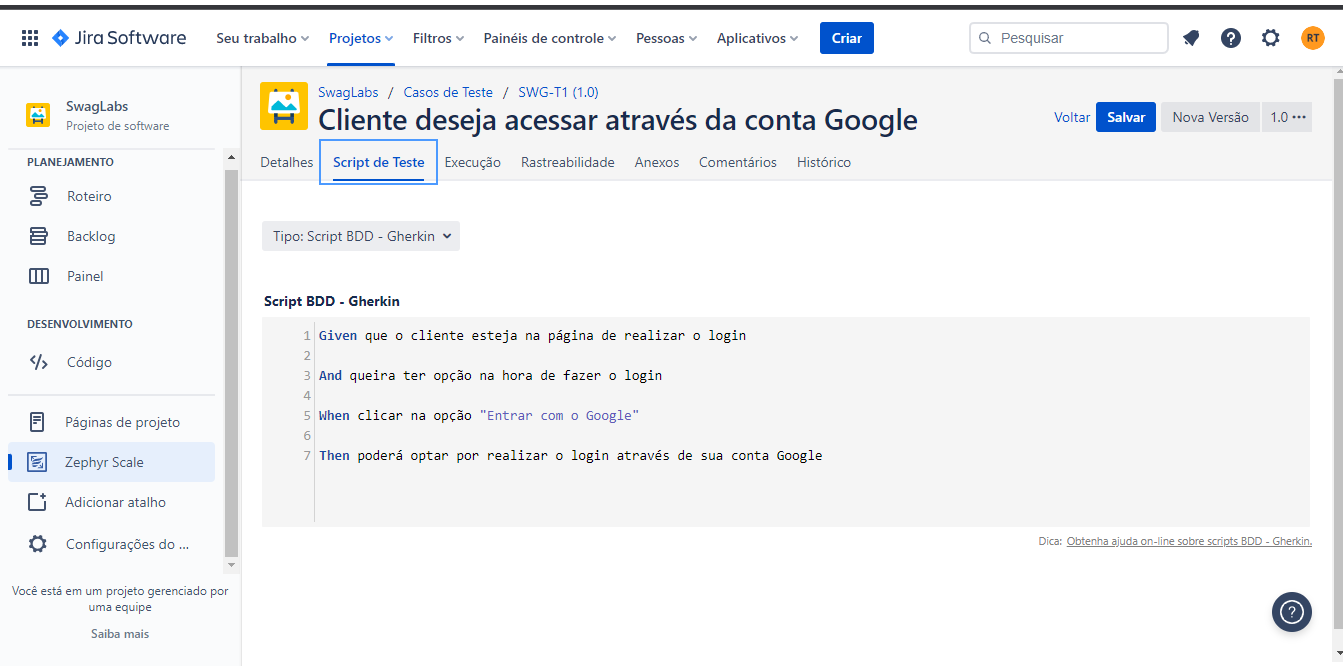 Jira Software
Seu trabalho
Projetos
Filtros
Painéis de controle
Pessoas
Aplicativos
Criar
Pesquisar
RT
SwagLabs
Projeto de software
PLANEJAMENTO
Roteiro
Backlog
Painel
DESENVOLVIMENTO
Código
Páginas de projeto
Zephyr Scale
Adicionar atalho
Configurações do ...
Você está em um projeto gerenciado por
uma equipe
Saiba mais
SwagLabs / Casos de Teste / SWG-T1 (1.0)
Cliente deseja acessar através da conta Google
Voltar
Salvar
Nova Versão
1.0
Detalhes
Script de Teste
Execução
Rastreabilidade
Anexos
Comentários
Histórico
Tipo: Script BDD - Gherkin
Script BDD - Gherkin
1 Given que o cliente esteja na página de realizar o login
2
3 And queira ter opção na hora de fazer o login
4
5 When clicar na opção "Entrar com o Google"
6
7 Then poderá optar por realizar o login através de sua conta Google
Dica: Obtenha ajuda on-line sobre scripts BDD - Gherkin.